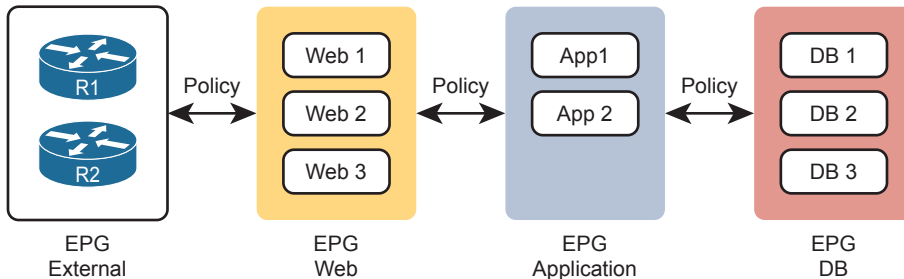 R1
R2
Policy
Web 1
Web 2
Web 3
Policy
App1
App 2
Policy
DB 1
DB 2
DB 3
EPG
External
EPG
Web
EPG
Application
EPG
DB